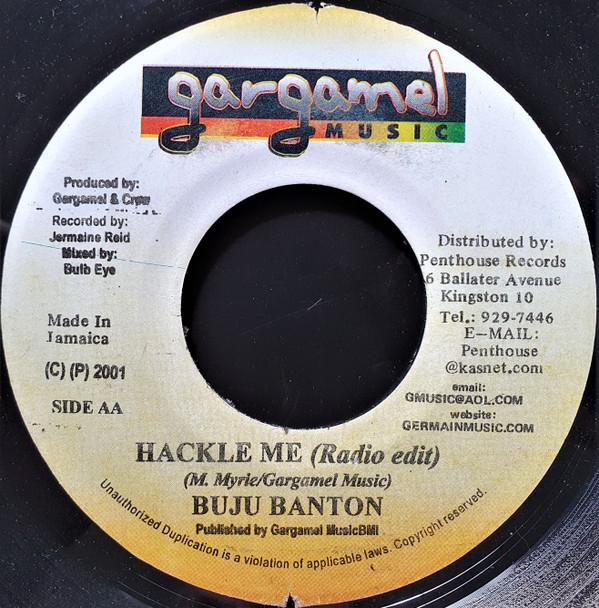 gargamel
MUSIC
Produced by:
Gargamel & Crew
Recorded by:
Jermaine Reid
Mixed by:
Bulb Eye
Made In
Jamaica
(C) (P) 2001
SIDE AA
Distributed by:
Penthouse Records
6 Ballater Avenue
Kingston 10
Tel.: 929-7446
E-MAIL:
Penthouse
@kasnet.com
email:
GMUSIC@AOL.COM
website:
GERMAINMUSIC.COM
HACKLE ME (Radio edit)
(M. Myrie/Gargamel Music)
BUJU BANTON
Published by Gargamel MusicBMI
Unauthorized Duplication is a violation of applicable laws. Copyright reserved.